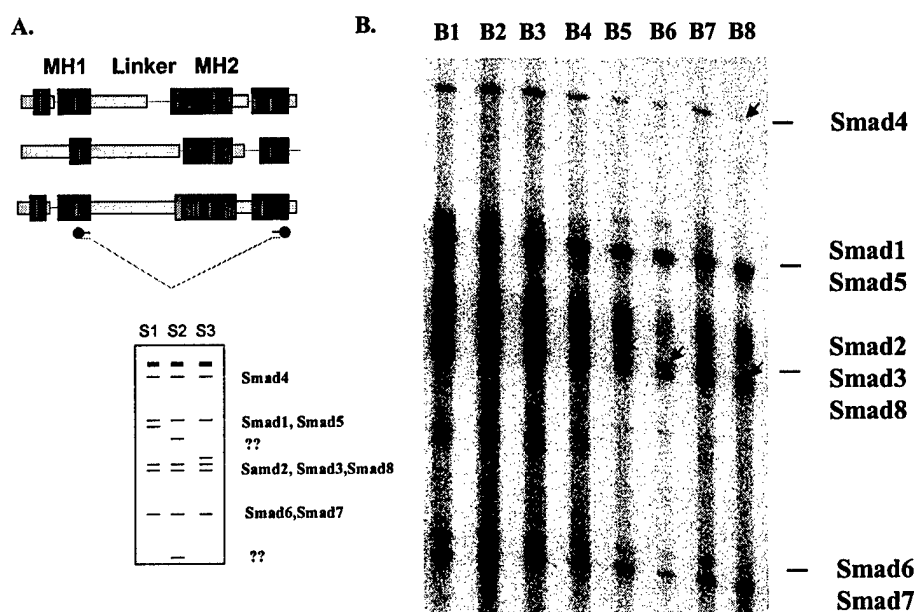 A.
MH1 Linker MH2
S1 S2 S3
Smad4
Smad1, Smad5
??
Samd2, Smad3,Smad8
Smad6,Smad7
??
B.
B1 B2 B3 B4 B5 B6 B7 B8
Smad4
Smad1
Smad5
Smad2
Smad3
Smad8
Smad6
Smad7